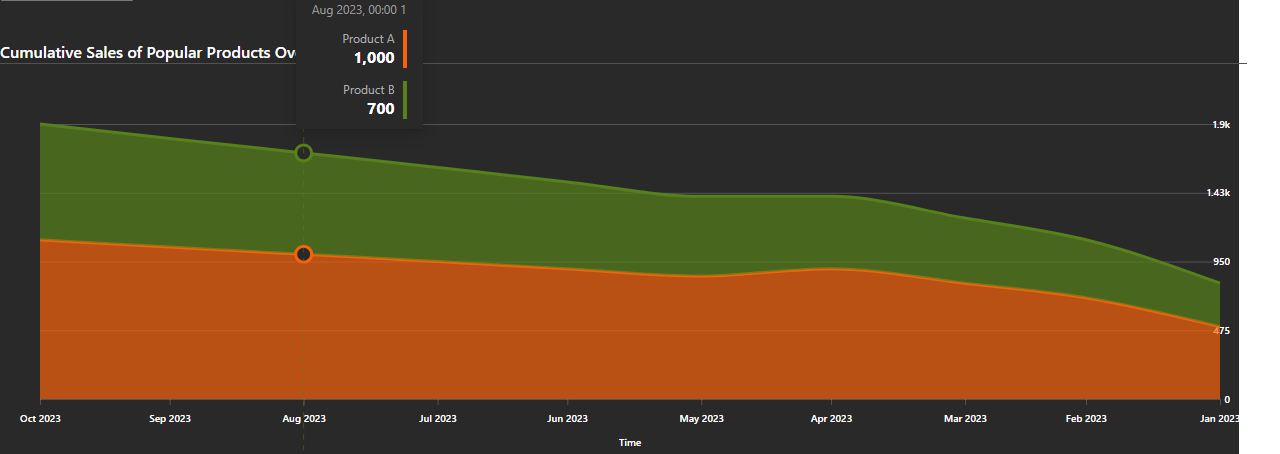 Aug 2023, 00:00 1
Product A
1,000
Cumulative Sales of Popular Products Ov
Product B
700
1.9k
1.43k
950
475
0
Oct 2023 Sep 2023 Aug 2023 Jul 2023 Jun 2023 May 2023 Apr 2023 Mar 2023 Feb 2023 Jan 2023
Time